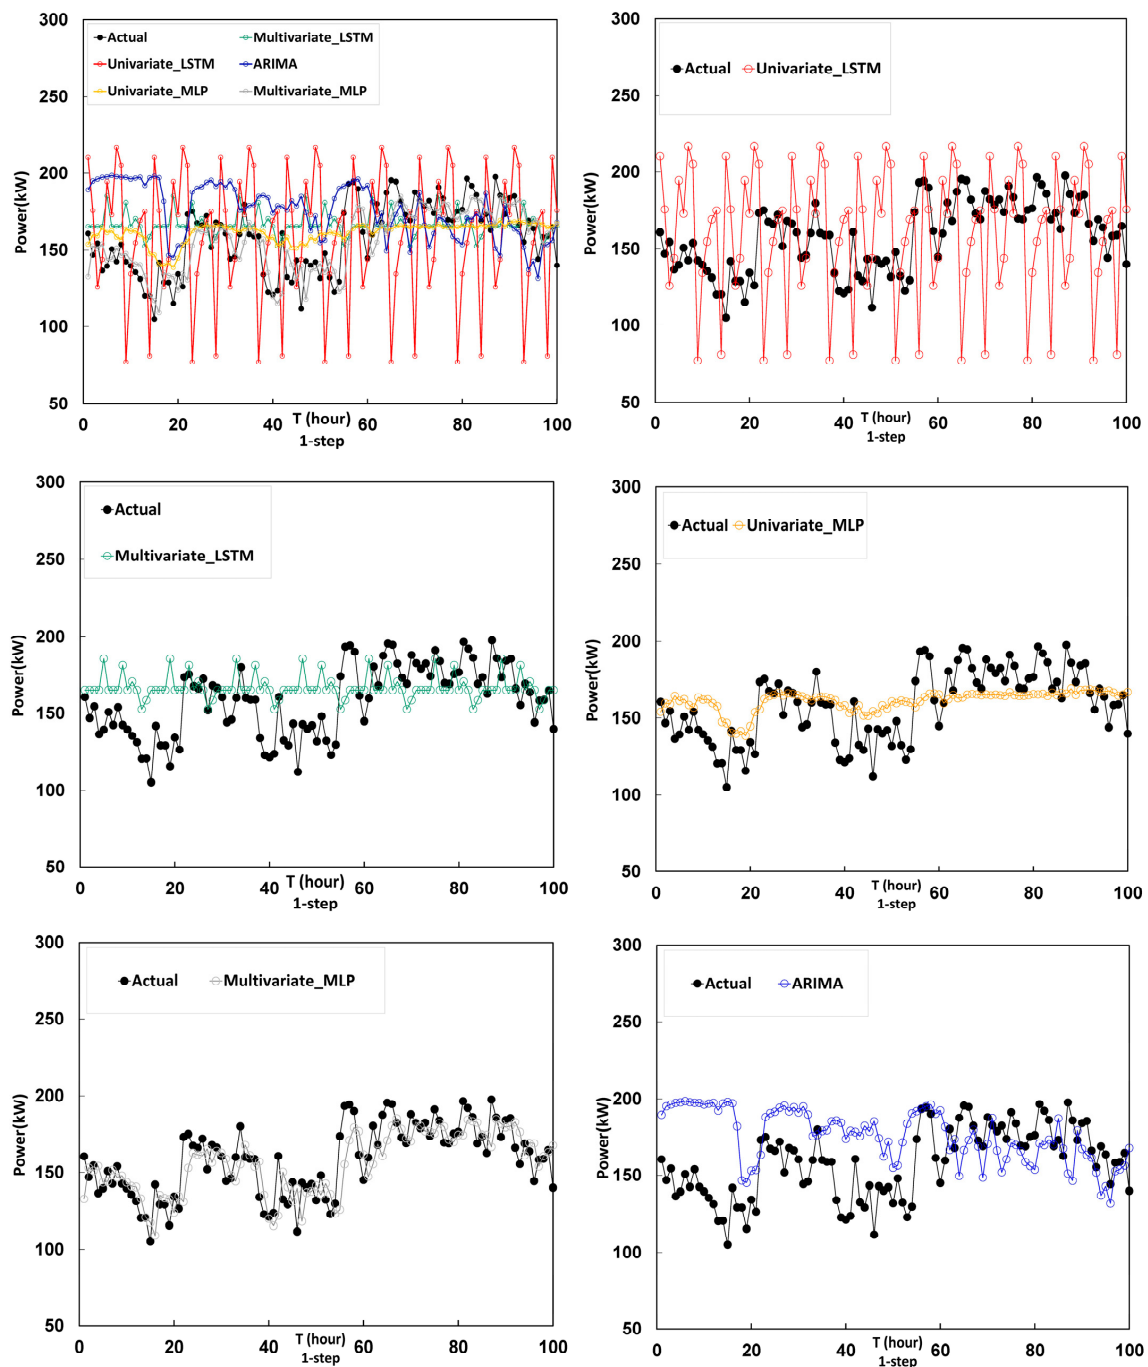 300
250
200
150
100
50
Power(kW)
Actual
Multivariate_LSTM
Univariate_LSTM
ARIMA
Univariate_MLP
Multivariate_MLP
0
20
40
60
80
100
T (hour)
1-step
300
250
200
150
100
50
Power(kW)
Actual
Univariate_LSTM
0
20
40
60
80
100
T (hour)
1-step
300
250
200
150
100
50
Power(kW)
Actual
Multivariate_LSTM
0
20
40
60
80
100
T (hour)
1-step
300
250
200
150
100
50
Power(kW)
Actual
Univariate_MLP
0
20
40
60
80
100
T (hour)
1-step
300
250
200
150
100
50
Power(kW)
Actual
Multivariate_MLP
0
20
40
60
80
100
T (hour)
1-step
300
250
200
150
100
50
Power(kW)
Actual
ARIMA
0
20
40
60
80
100
T (hour)
1-step